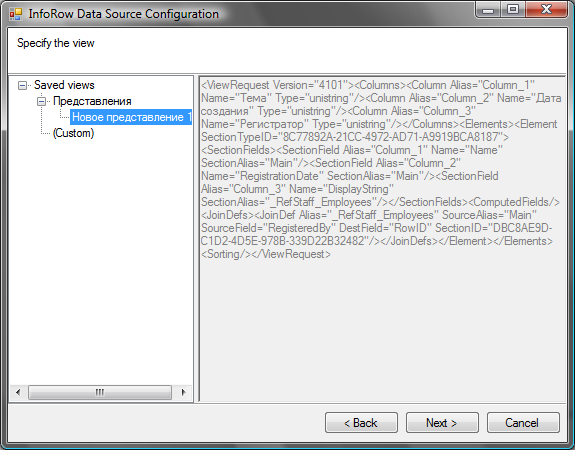 InfoRow Data Source Configuration
Specify the view
Saved views
Представления
Новое представление 1
(Custom)
<ViewRequest Version="4101"><Columns><Column Alias="Column_1"
Name="Тема" Type="unistring"/><Column Alias="Column_2" Name="Дата
создания" Type="unistring"/><Column Alias="Column_3"
Name="Регистратор" Type="unistring"/></Columns><Elements><Element
SectionTypeID="8C77892A-21CC-4972-AD71-A9919BCA8187">
<SectionFields><SectionField Alias="Column_1" Name="Name"
SectionAlias="Main"/><SectionField Alias="Column_2"
Name="RegistrationDate" SectionAlias="Main"/><SectionField
Alias="Column_3" Name="DisplayString"
SectionAlias="_RefStaff_Employees"/></SectionFields><ComputedFields/>
<JoinDefs><JoinDef Alias="_RefStaff_Employees" SourceAlias="Main"
SourceField="RegisteredBy" DestField="RowID" SectionID="DBC8AE9D-
C1D2-4D5E-978B-339D22B32482"/></JoinDefs></Element></Elements>
<Sorting/></ViewRequest>
< Back
Next >
Cancel